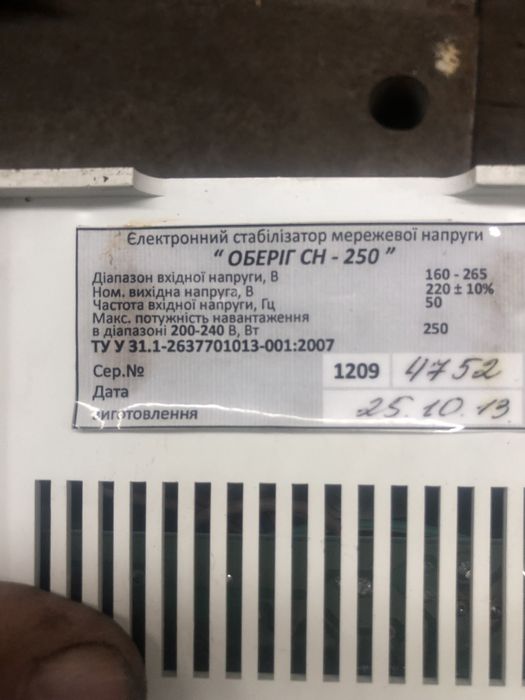 Єлектронний стабілізатор мережевої напруги
“ ОБЕРІГ СН - 250 ”
Діапазон вхідної напруги, В 160 - 265
Ном. вихідна напруга, В 220 ± 10%
Частота вхідної напруги, Гц 50
Макс. потужність навантаження
в діапазоні 200-240 В, Вт 250
ТУ У 31.1-2637701013-001:2007
Сер.№ 1209 4752
Дата
виготовлення 25.10.13